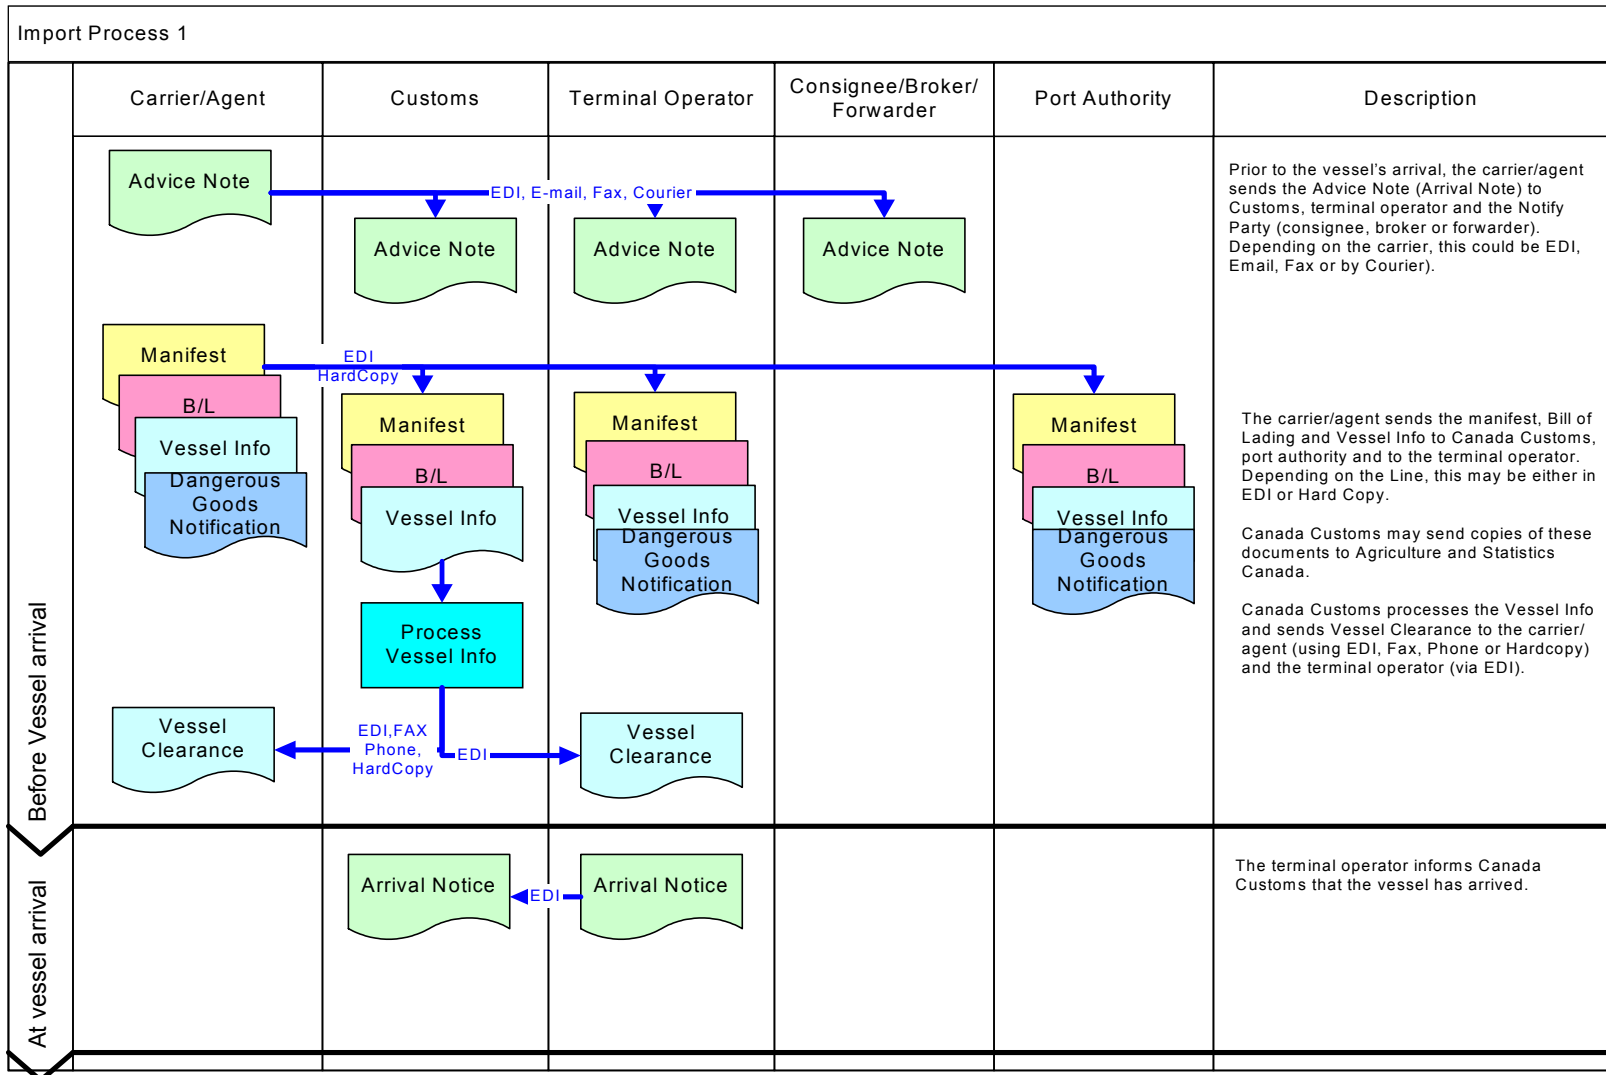 Import Process 1
Carrier/Agent
Customs
Terminal Operator
Consignee/Broker/
Forwarder
Port Authority
Description
Before Vessel arrival
Advice Note
EDI, E-mail, Fax, Courier
Advice Note
Advice Note
Advice Note
Prior to the vessel's arrival, the carrier/agent
sends the Advice Note (Arrival Note) to
Customs, terminal operator and the Notify
Party (consignee, broker or forwarder).
Depending on the carrier, this could be EDI,
Email, Fax or by Courier).
Manifest
B/L
Vessel Info
Dangerous
Goods
Notification
EDI
HardCopy
Manifest
B/L
Vessel Info
Manifest
B/L
Vessel Info
Dangerous
Goods
Notification
Manifest
B/L
Vessel Info
Dangerous
Goods
Notification
The carrier/agent sends the manifest, Bill of
Lading and Vessel Info to Canada Customs,
port authority and to the terminal operator.
Depending on the Line, this may be either in
EDI or Hard Copy.
Canada Customs may send copies of these
documents to Agriculture and Statistics
Canada.
Canada Customs processes the Vessel Info
and sends Vessel Clearance to the carrier/
agent (using EDI, Fax, Phone or Hardcopy)
and the terminal operator (via EDI).
Process
Vessel Info
Vessel
Clearance
EDI,FAX
Phone,
HardCopy
EDI
Vessel
Clearance
At vessel arrival
Arrival Notice
EDI
Arrival Notice
The terminal operator informs Canada
Customs that the vessel has arrived.